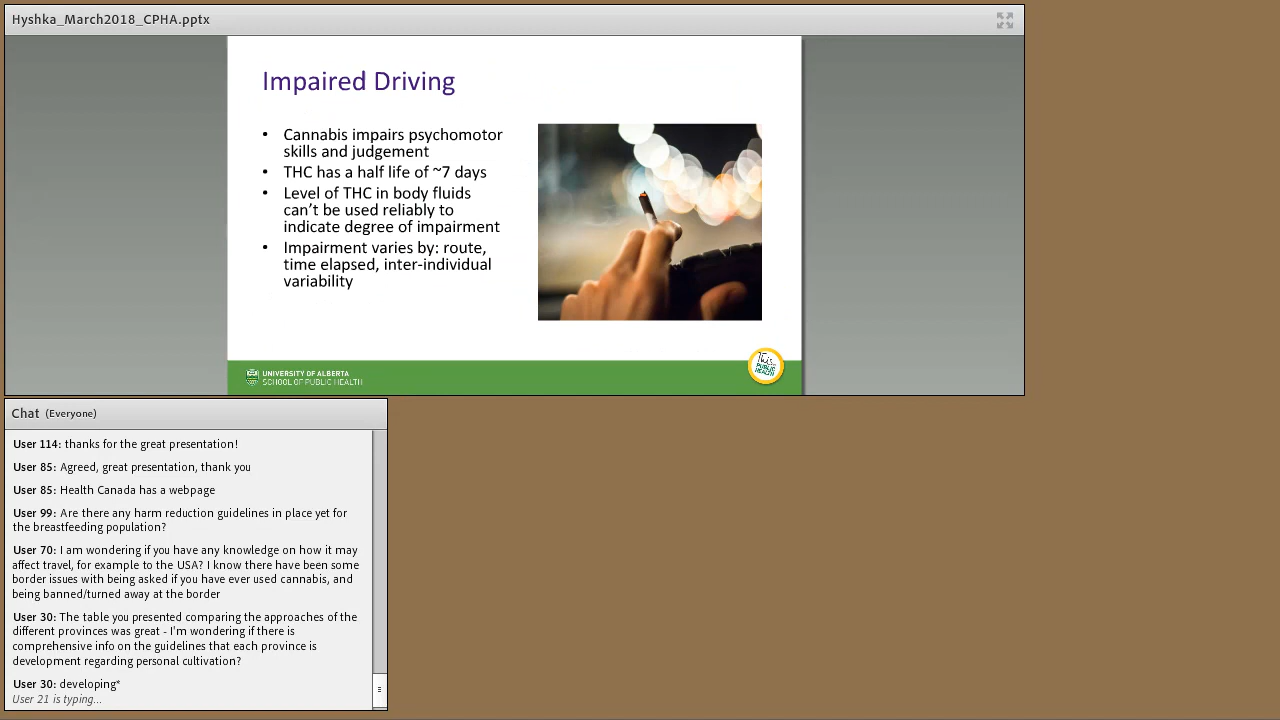 Hyshka_March2018_CPHA.pptx
Impaired Driving
• Cannabis impairs psychomotor
skills and judgement
• THC has a half life of ~7 days
• Level of THC in body fluids
can't be used reliably to
indicate degree of impairment
• Impairment varies by: route,
time elapsed, inter-individual
variability
UNIVERSITY OF ALBERTA
SCHOOL OF PUBLIC HEALTH
This...
PUBLIC
HEALTH
Chat (Everyone)
User 114: thanks for the great presentation!
User 85: Agreed, great presentation, thank you
User 85: Health Canada has a webpage
User 99: Are there any harm reduction guidelines in place yet for
the breastfeeding population?
User 70: I am wondering if you have any knowledge on how it may
affect travel, for example to the USA? I know there have been some
border issues with being asked if you have ever used cannabis, and
being banned/turned away at the border
User 30: The table you presented comparing the approaches of the
different provinces was great - I'm wondering if there is
comprehensive info on the guidelines that each province is
development regarding personal cultivation?
User 30: developing*
User 21 is typing...